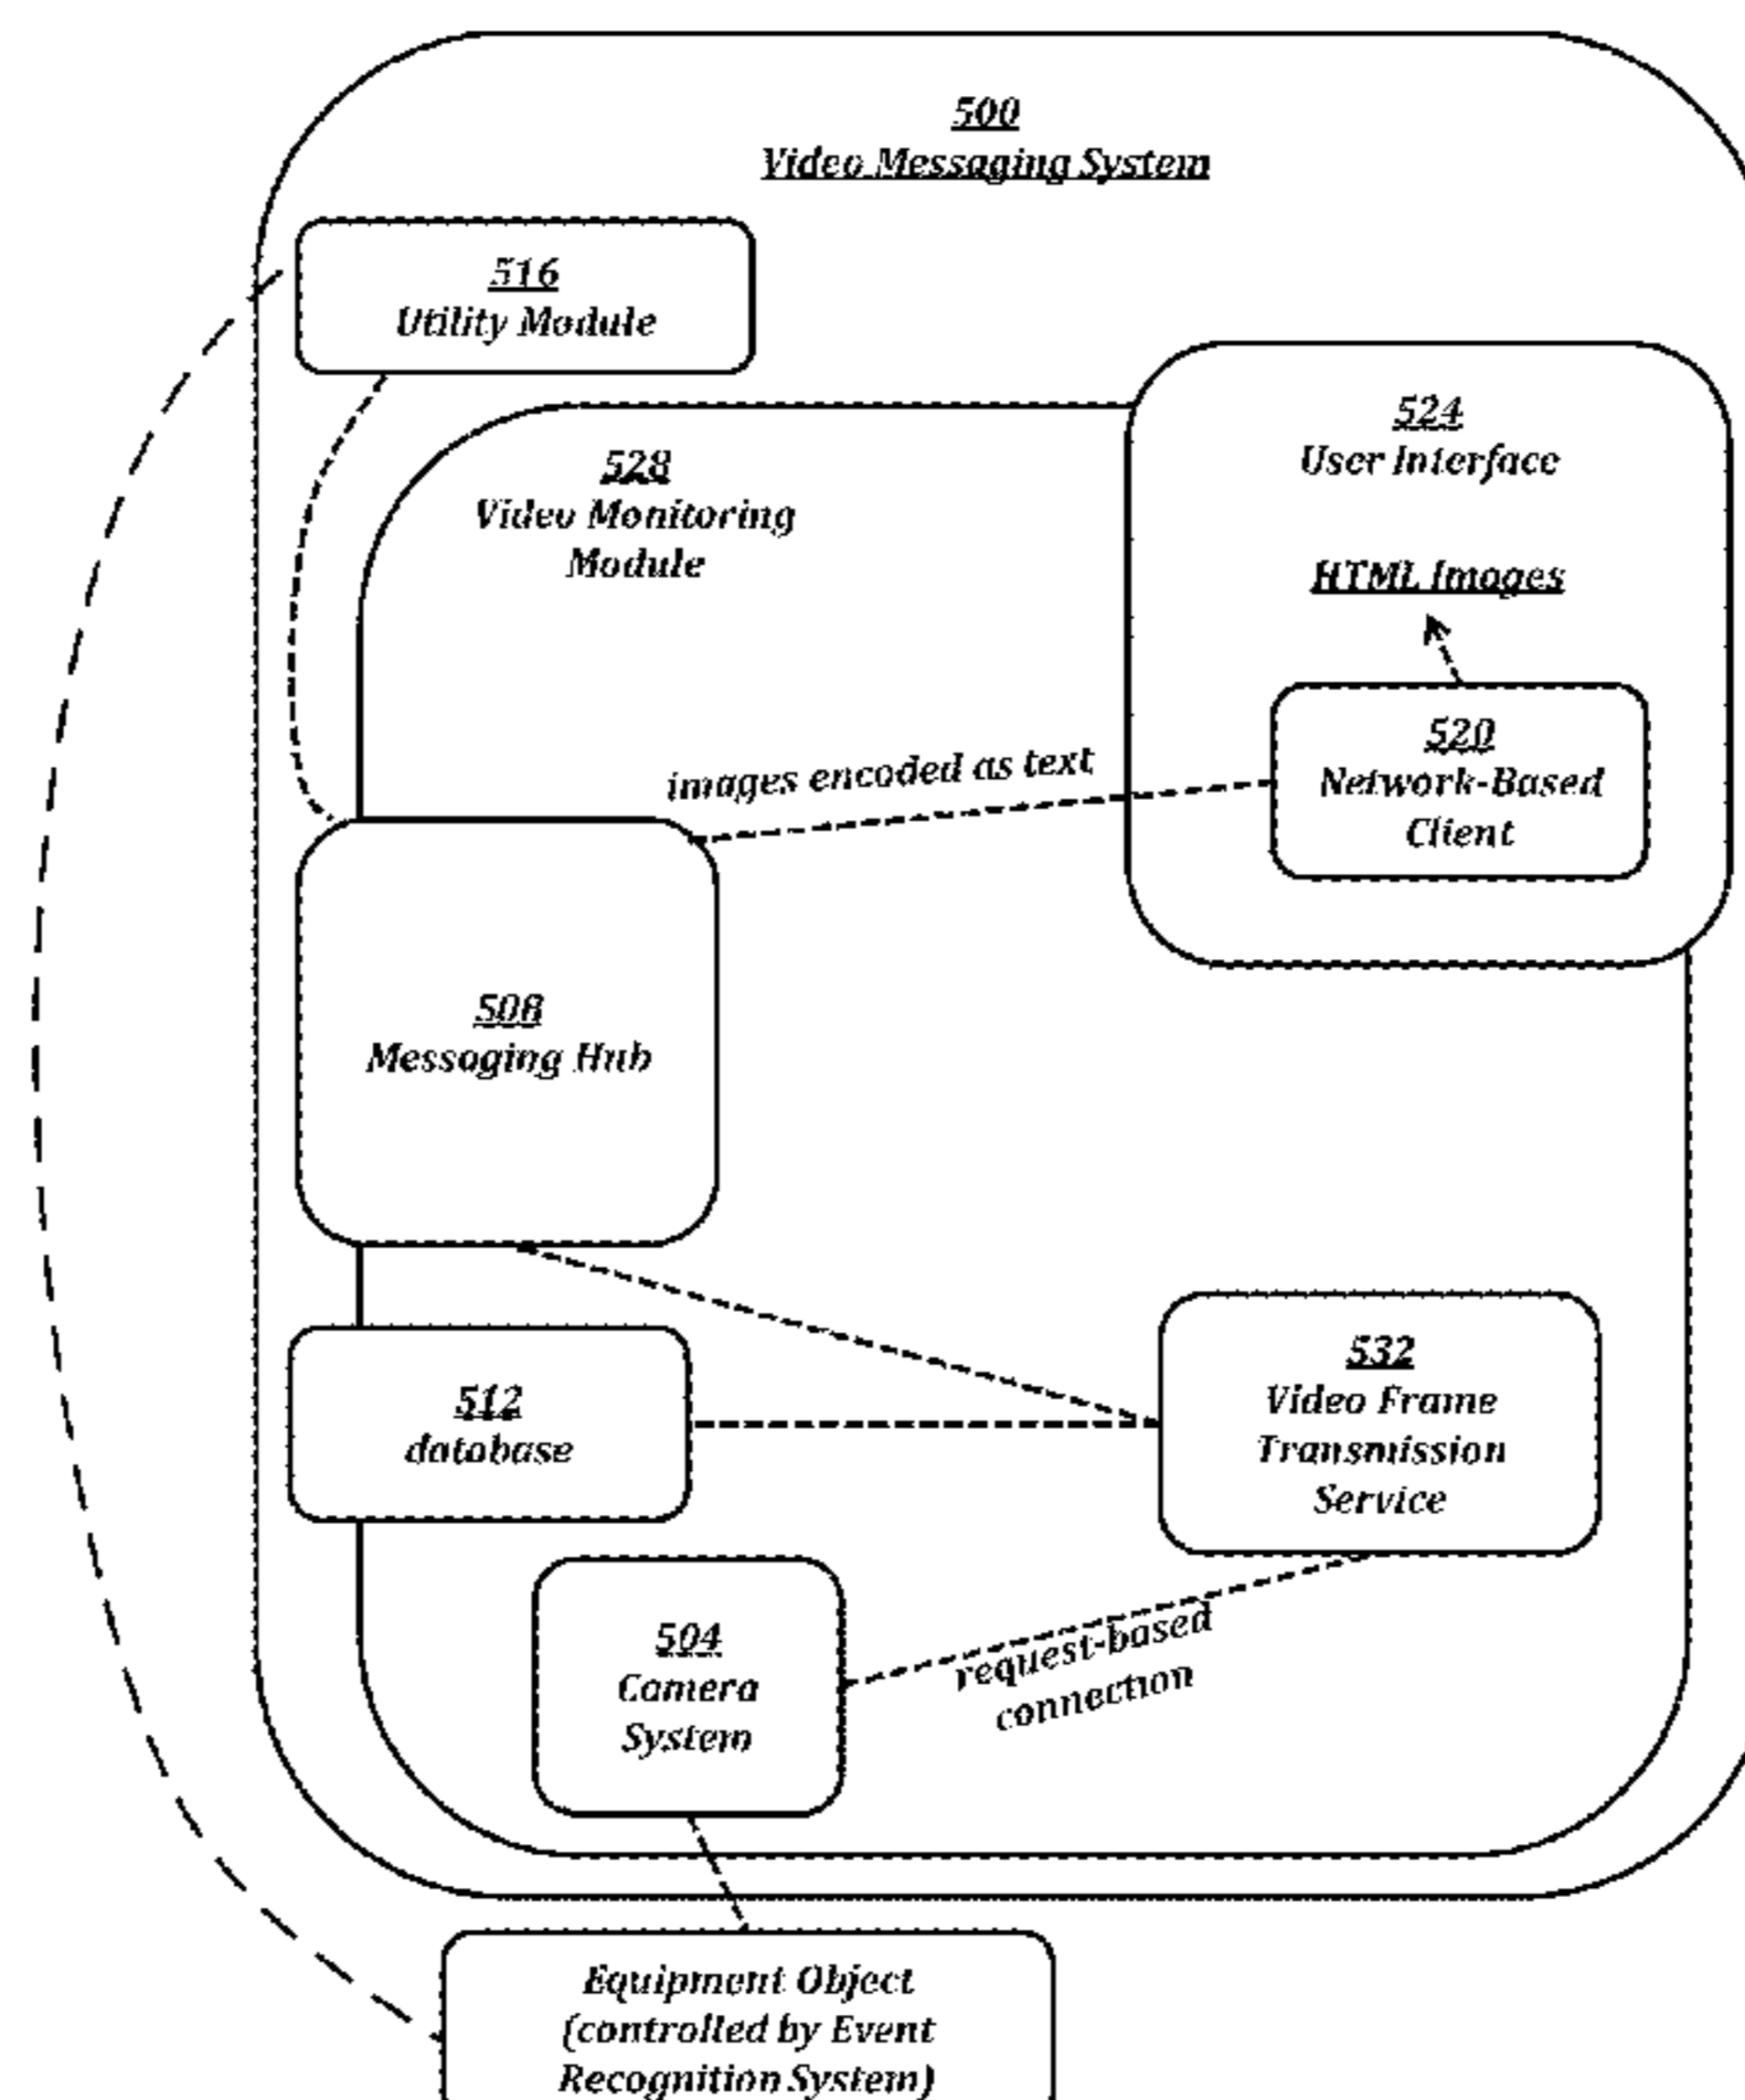 500
Video Messaging System
516
Utility Module
524
User Interface
528
Video Monitoring
Module
HTML Images
520
Network-Based
Client
images encoded as text
508
Messaging Hub
532
Video Frame
Transmission
Service
512
database
504
Camera
System
request-based
connection
Equipment Object
(controlled by Event
Recognition System)